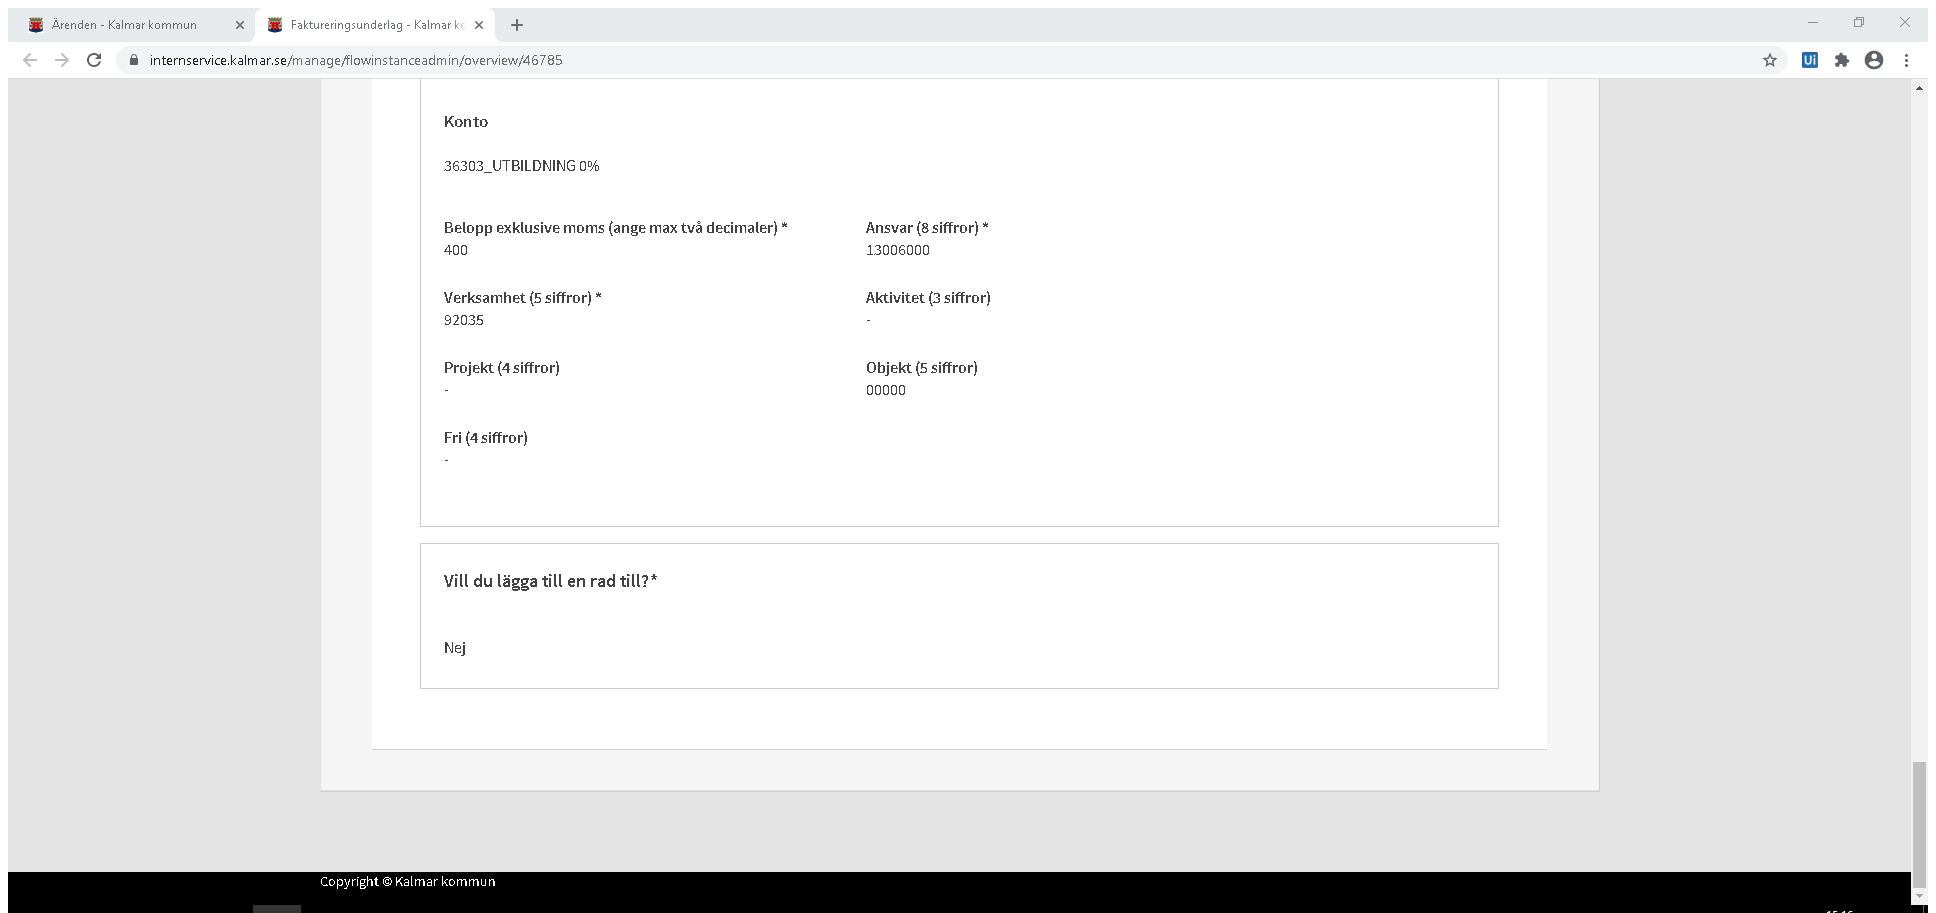 Ärenden - Kalmar kommun
Faktureringsunderlag - Kalmar ko
internservice.kalmar.se/manage/flowinstanceadmin/overview/46785
Ui
Konto
36303_UTBILDNING 0%
Belopp exklusive moms (ange max två decimaler) *
Ansvar (8 siffror) *
400
13006000
Verksamhet (5 siffror) *
Aktivitet (3 siffror)
92035
-
Projekt (4 siffror)
Objekt (5 siffror)
-
00000
Fri (4 siffror)
-
Vill du lägga till en rad till?*
Nej
Copyright © Kalmar kommun